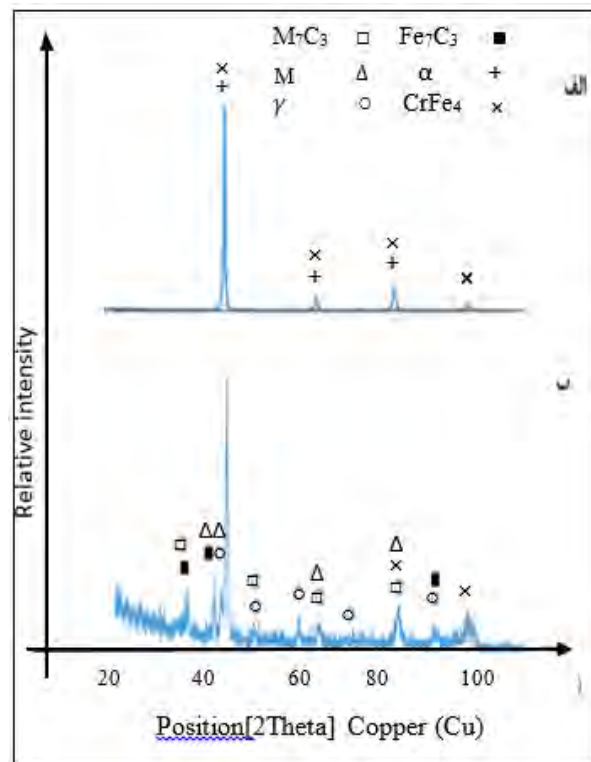 M₇C₃ □ Fe₇C₃ ■
M Δ α +
γ ○ CrFe₄ ×
الف
ب
Relative intensity
20 40 60 80 100
Position[2Theta] Copper (Cu)